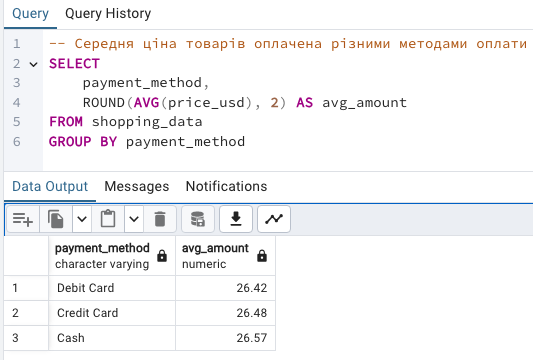 Query Query History
1 -- Середня ціна товарів оплачена різними методами оплати
2 SELECT
3 payment_method,
4 ROUND(AVG(price_usd), 2) AS avg_amount
5 FROM shopping_data
6 GROUP BY payment_method
Data Output Messages Notifications
payment_method avg_amount
character varying numeric
1 Debit Card 26.42
2 Credit Card 26.48
3 Cash 26.57